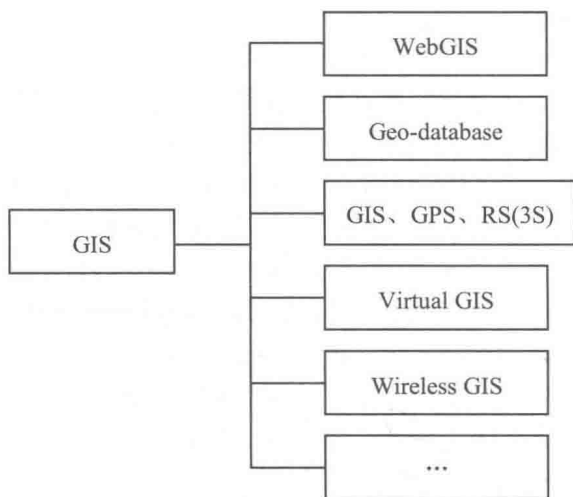 WebGIS
Geo-database
GIS、GPS、RS(3S)
GIS
Virtual GIS
Wireless GIS
…